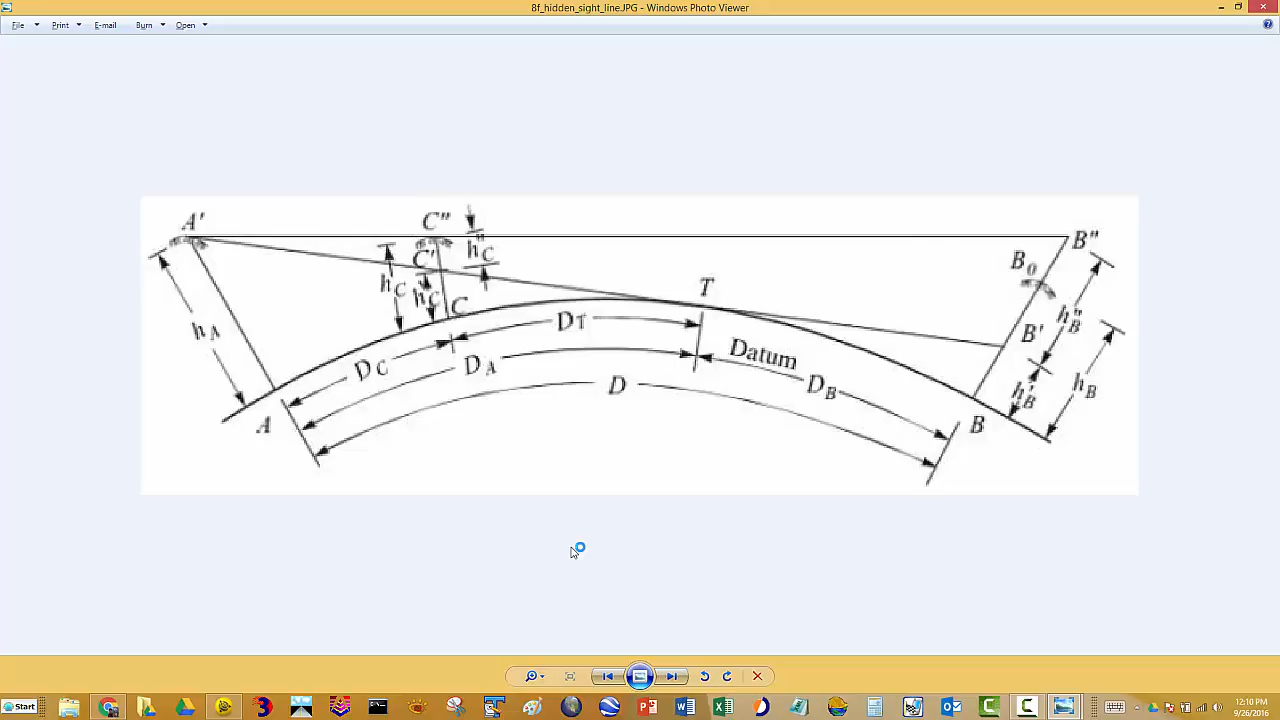 8f_hidden_sight_line.JPG - Windows Photo Viewer
File Print E-mail Burn Open
A' C" B"
h"C
C' B0
hC h'C C T
hA DT h"B
B'
DC DA Datum
D DB h'B hB
A B
Start
12:10 PM
9/26/2016